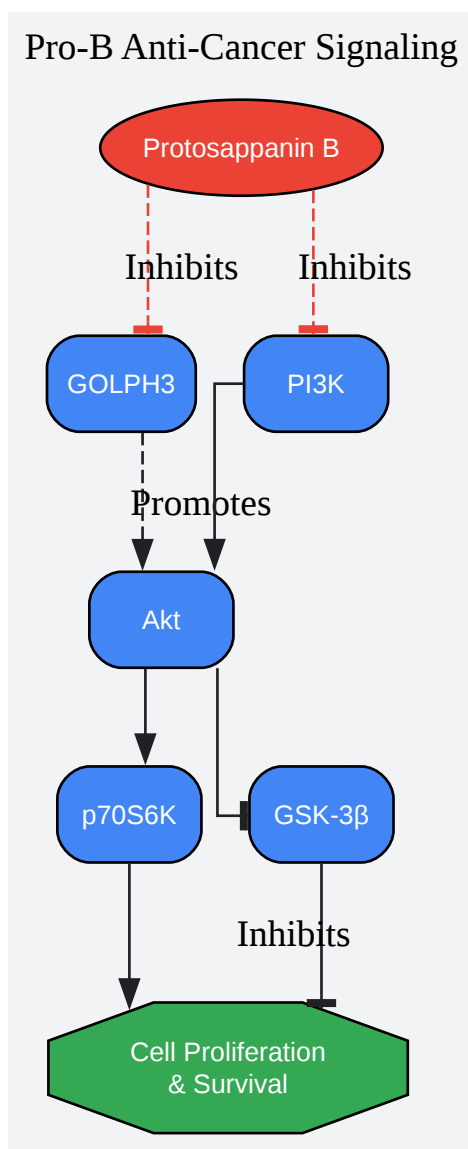 Pro-B Anti-Cancer Signaling
Protosappanin B
Inhibits
Inhibits
GOLPH3
PI3K
Promotes
Akt
p70S6K
GSK-3β
Inhibits
Cell Proliferation
& Survival